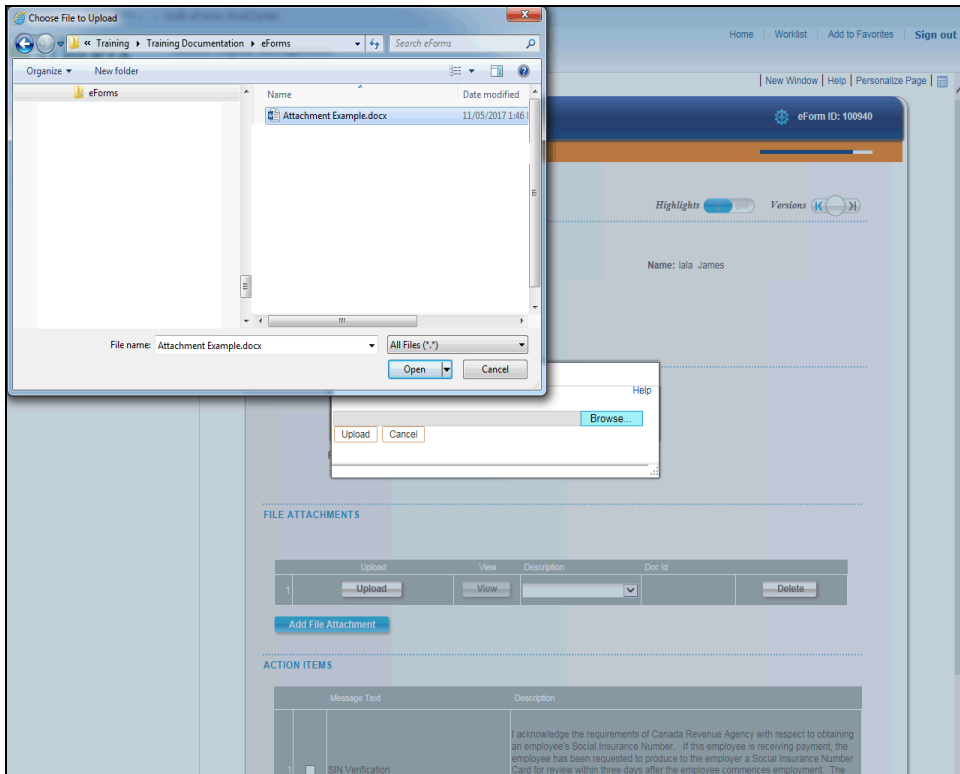 Choose File to Upload
Home Worklist Add to Favorites Sign out
« Training Training Documentation eForms Search eForms
Organize New folder
New Window Help Personalize Page
eForms
Name Date modified
Attachment Example.docx 11/05/2017 1:46
eForm ID: 100940
Highlights Versions
Name: lala James
File name: Attachment Example.docx All Files (*.*)
Open Cancel
Help
Browse...
Upload Cancel
FILE ATTACHMENTS
Upload View Description Doc Id
1 Upload View Delete
Add File Attachment
ACTION ITEMS
Message Text Description
I acknowledge the requirements of Canada Revenue Agency with respect to obtaining
an employee's Social Insurance Number. If this employee is receiving payment, the
employee has been requested to produce to the employer a Social Insurance Number
1 SIN Verification Card for review within three days after the employee commences employment. The